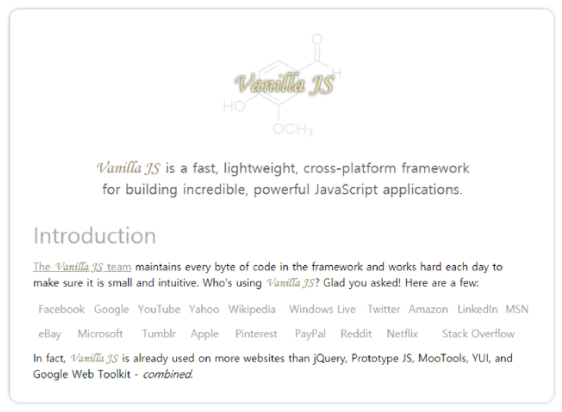 O
H
Vanilla JS
HO
OCH3
Vanilla JS is a fast, lightweight, cross-platform framework
for building incredible, powerful JavaScript applications.
Introduction
The Vanilla JS team maintains every byte of code in the framework and works hard each day to
make sure it is small and intuitive. Who's using Vanilla JS? Glad you asked! Here are a few:
Facebook Google YouTube Yahoo Wikipedia Windows Live Twitter Amazon LinkedIn MSN
eBay Microsoft Tumblr Apple Pinterest PayPal Reddit Netflix Stack Overflow
In fact, Vanilla JS is already used on more websites than jQuery, Prototype JS, MooTools, YUI, and
Google Web Toolkit - combined.